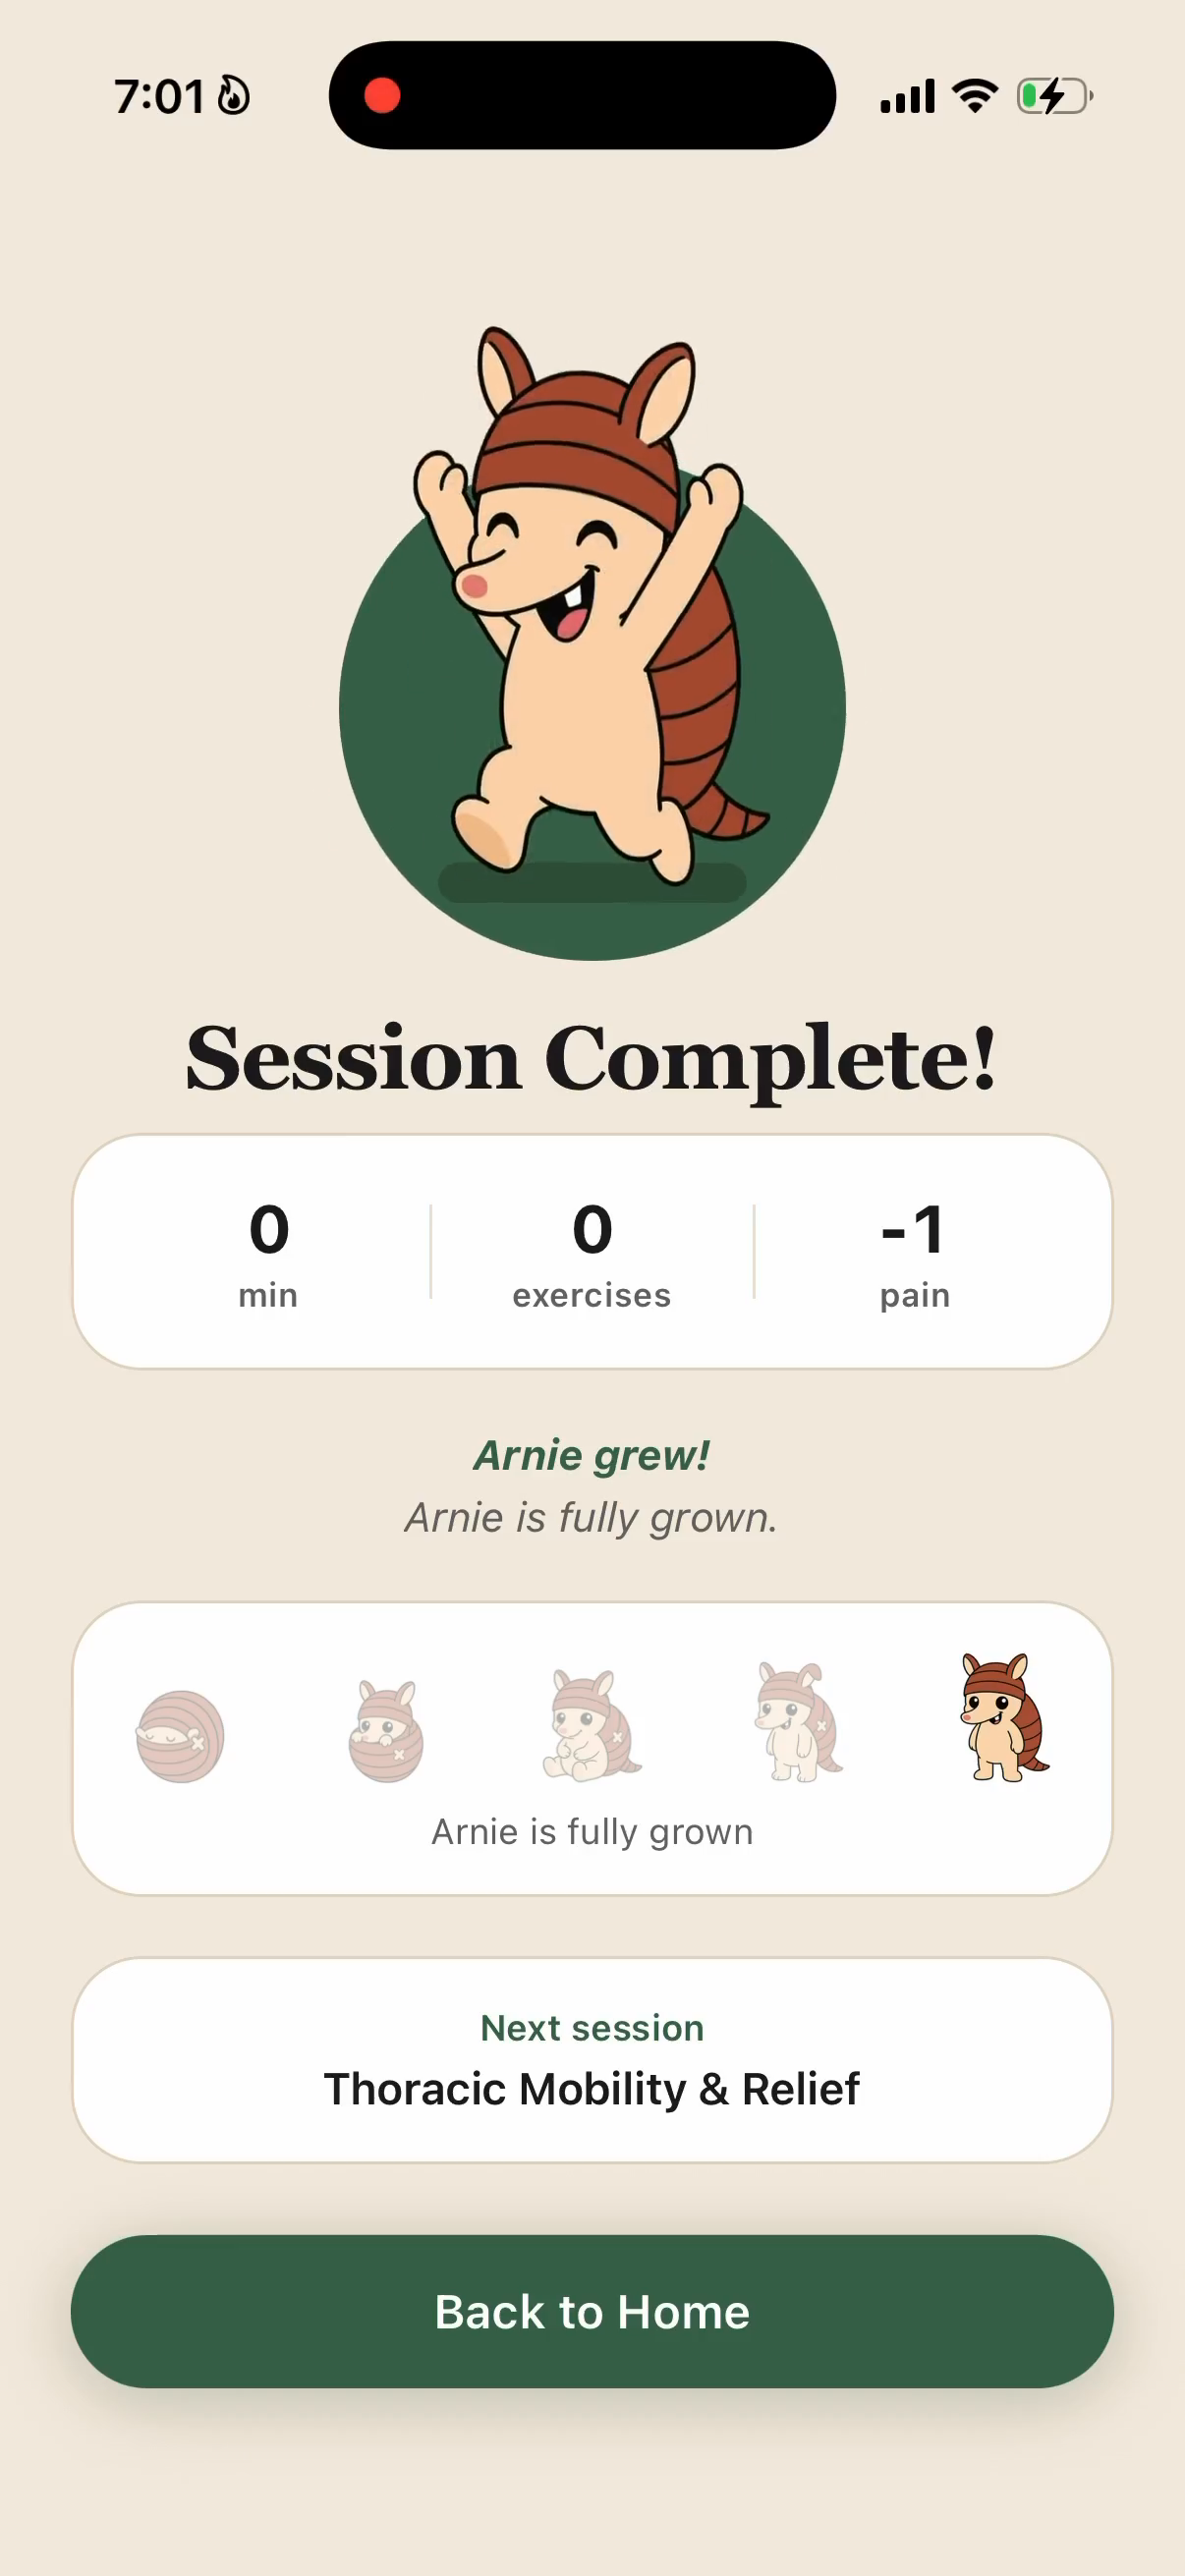 7:01
Session Complete!
0
min
0
exercises
-1
pain
Arnie grew!
Arnie is fully grown.
Arnie is fully grown
Next session
Thoracic Mobility & Relief
Back to Home